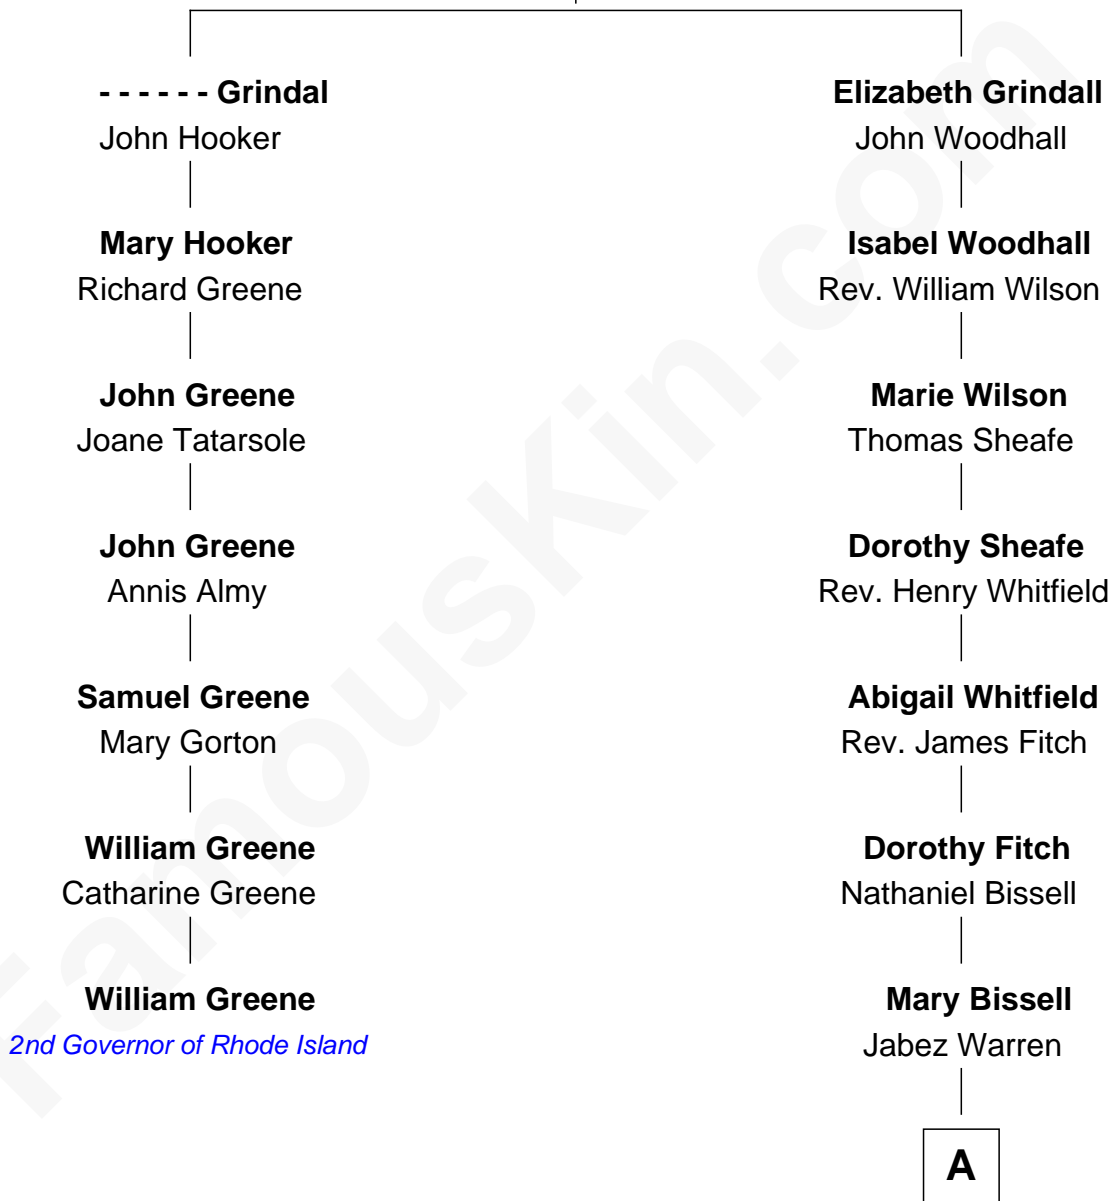 - - - - - - Grindal
John Hooker
Mary Hooker
Richard Greene
John Greene
Joane Tatarsole
John Greene
Annis Almy
Samuel Greene
Mary Gorton
William Greene
Catharine Greene
William Greene
2nd Governor of Rhode Island
Elizabeth Grindall
John Woodhall
Isabel Woodhall
Rev. William Wilson
Marie Wilson
Thomas Sheafe
Dorothy Sheafe
Rev. Henry Whitfield
Abigail Whitfield
Rev. James Fitch
Dorothy Fitch
Nathaniel Bissell
Mary Bissell
Jabez Warren
A
FamousKin.com